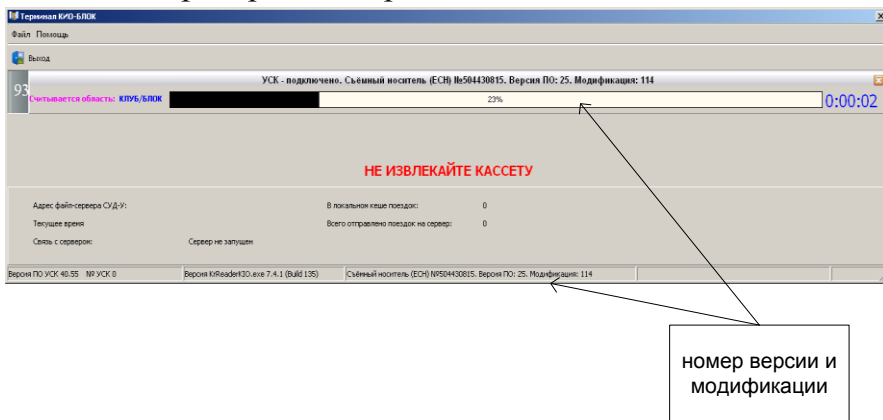 Терминал КИО-БЛОК
Файл Помощь
Выход
93
УСК - подключено. Съёмный носитель (ЕСН) №504430815. Версия ПО: 25. Модификация: 114
Считывается область: КЛУБ/БЛОК
23%
0:00:02
НЕ ИЗВЛЕКАЙТЕ КАССЕТУ
Адрес файл-сервера СУД-У:
В локальном кеше поездок: 0
Текущее время
Всего отправлено поездок на сервер: 0
Связь с сервером: Сервер не запущен
Версия ПО УСК 40.55 № УСК 0
Версия KrReaderKIO.exe 7.4.1 (Build 135)
Съёмный носитель (ЕСН) №504430815. Версия ПО: 25. Модификация: 114
номер версии и
модификации